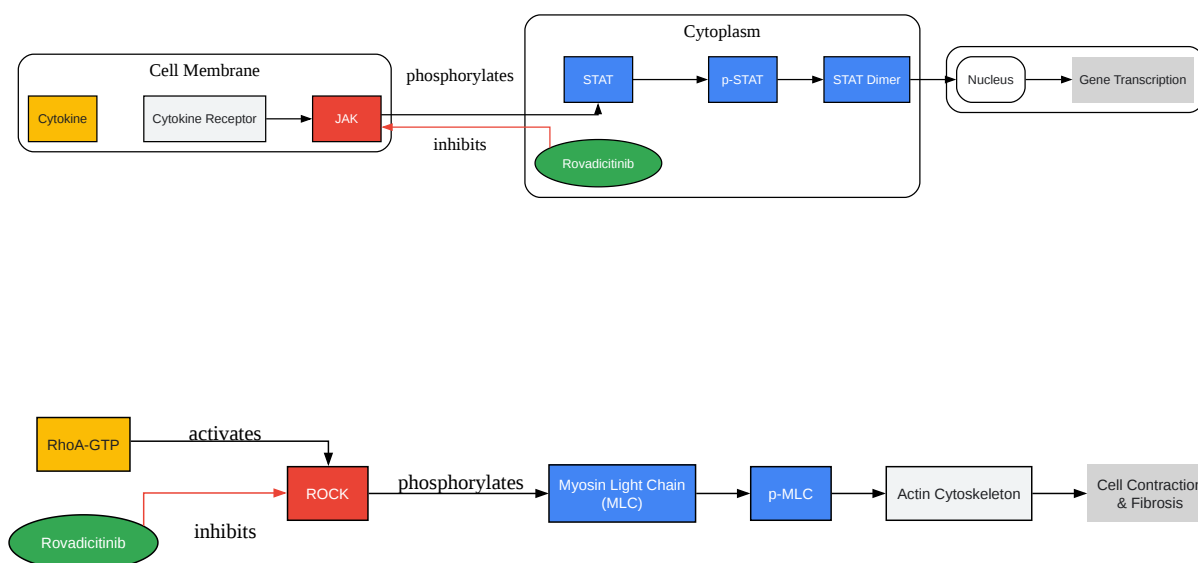 Cytoplasm
Cell Membrane
phosphorylates
STAT
p-STAT
STAT Dimer
Nucleus
Gene Transcription
Cytokine
Cytokine Receptor
JAK
inhibits
Rovadicitinib
RhoA-GTP
activates
ROCK
phosphorylates
Myosin Light Chain
(MLC)
p-MLC
Actin Cytoskeleton
Cell Contraction
& Fibrosis
inhibits
Rovadicitinib